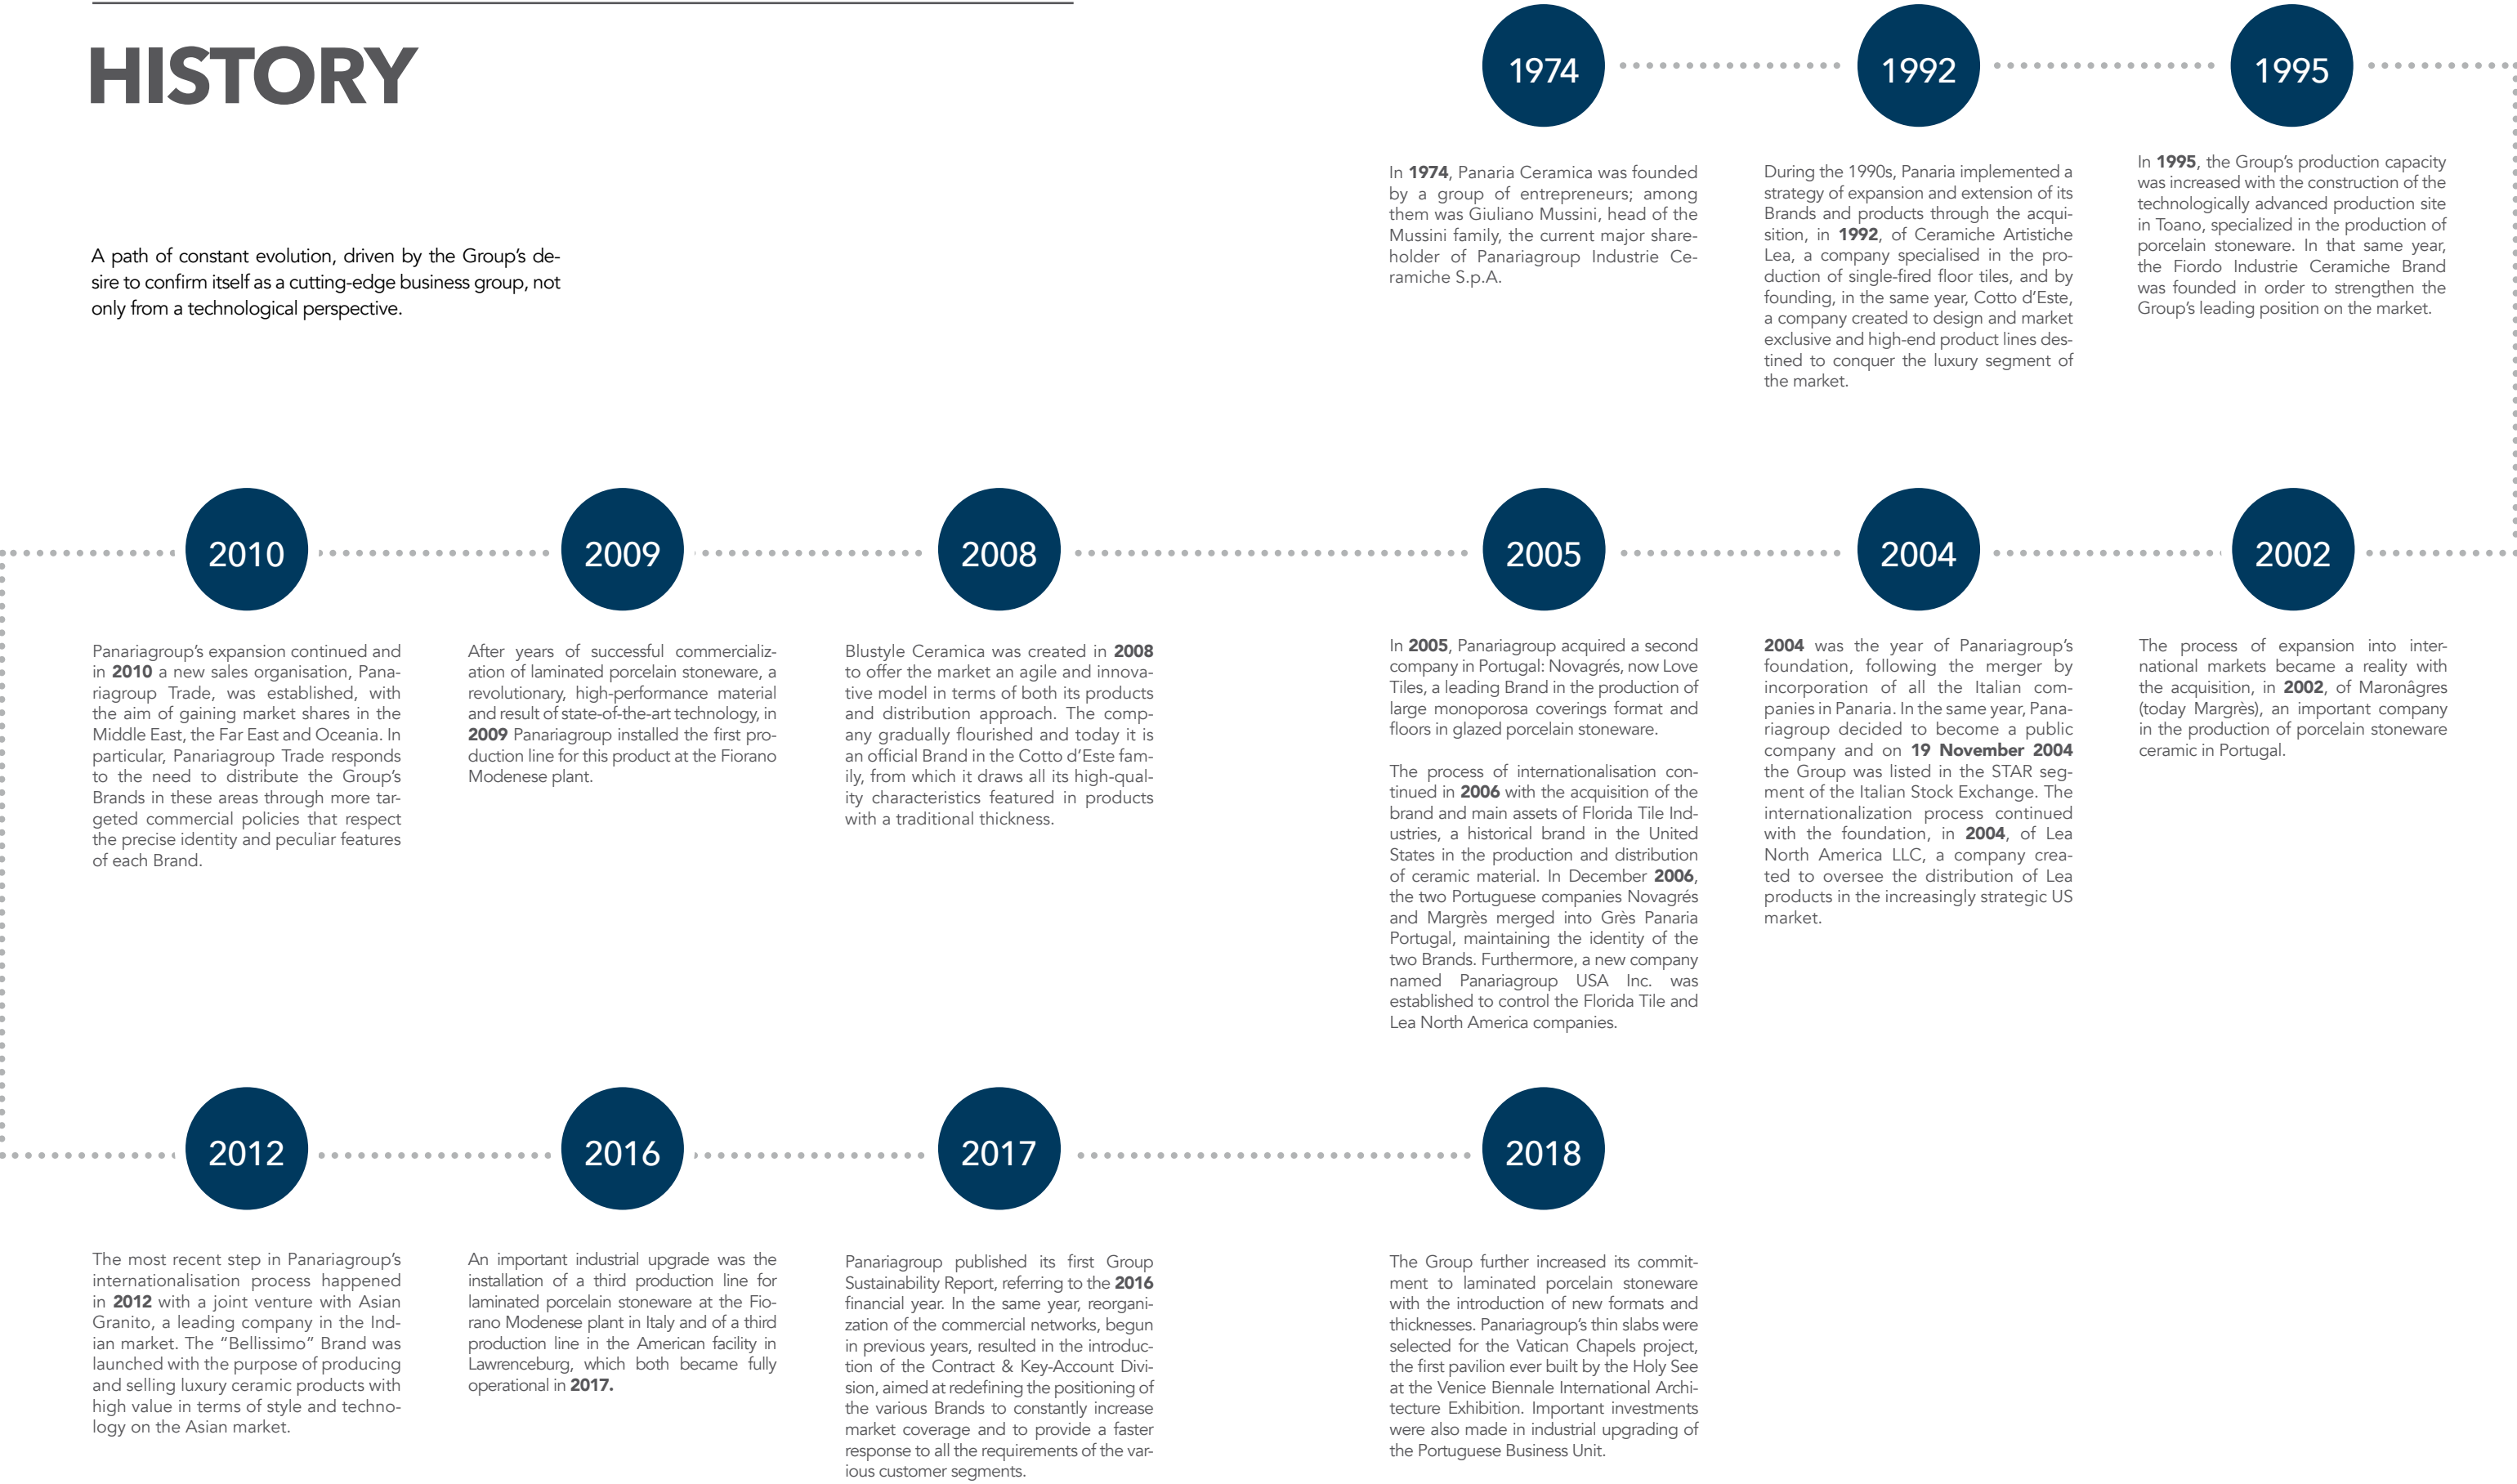 HISTORY
A path of constant evolution, driven by the Group's de-
sire to confirm itself as a cutting-edge business group, not
only from a technological perspective.
1974
In 1974, Panaria Ceramica was founded
by a group of entrepreneurs; among
them was Giuliano Mussini, head of the
Mussini family, the current major share-
holder of Panariagroup Industrie Ce-
ramiche S.p.A.
1992
During the 1990s, Panaria implemented a
strategy of expansion and extension of its
Brands and products through the acqui-
sition, in 1992, of Ceramiche Artistiche
Lea, a company specialised in the pro-
duction of single-fired floor tiles, and by
founding, in the same year, Cotto d'Este,
a company created to design and market
exclusive and high-end product lines des-
tined to conquer the luxury segment of
the market.
1995
In 1995, the Group's production capacity
was increased with the construction of the
technologically advanced production site
in Toano, specialized in the production of
porcelain stoneware. In that same year,
the Fiordo Industrie Ceramiche Brand
was founded in order to strengthen the
Group's leading position on the market.
2002
The process of expansion into inter-
national markets became a reality with
the acquisition, in 2002, of Maronâgres
(today Margrès), an important company
in the production of porcelain stoneware
ceramic in Portugal.
2004
2004 was the year of Panariagroup's
foundation, following the merger by
incorporation of all the Italian com-
panies in Panaria. In the same year, Pana-
riagroup decided to become a public
company and on 19 November 2004
the Group was listed in the STAR seg-
ment of the Italian Stock Exchange. The
internationalization process continued
with the foundation, in 2004, of Lea
North America LLC, a company crea-
ted to oversee the distribution of Lea
products in the increasingly strategic US
market.
2005
In 2005, Panariagroup acquired a second
company in Portugal: Novagrés, now Love
Tiles, a leading Brand in the production of
large monoporosa coverings format and
floors in glazed porcelain stoneware.
The process of internationalisation con-
tinued in 2006 with the acquisition of the
brand and main assets of Florida Tile Ind-
ustries, a historical brand in the United
States in the production and distribution
of ceramic material. In December 2006,
the two Portuguese companies Novagrés
and Margrès merged into Grès Panaria
Portugal, maintaining the identity of the
two Brands. Furthermore, a new company
named Panariagroup USA Inc. was
established to control the Florida Tile and
Lea North America companies.
2008
Blustyle Ceramica was created in 2008
to offer the market an agile and innova-
tive model in terms of both its products
and distribution approach. The comp-
any gradually flourished and today it is
an official Brand in the Cotto d'Este fam-
ily, from which it draws all its high-qual-
ity characteristics featured in products
with a traditional thickness.
2009
After years of successful commercializ-
ation of laminated porcelain stoneware, a
revolutionary, high-performance material
and result of state-of-the-art technology, in
2009 Panariagroup installed the first pro-
duction line for this product at the Fiorano
Modenese plant.
2010
Panariagroup's expansion continued and
in 2010 a new sales organisation, Pana-
riagroup Trade, was established, with
the aim of gaining market shares in the
Middle East, the Far East and Oceania. In
particular, Panariagroup Trade responds
to the need to distribute the Group's
Brands in these areas through more tar-
geted commercial policies that respect
the precise identity and peculiar features
of each Brand.
2012
The most recent step in Panariagroup's
internationalisation process happened
in 2012 with a joint venture with Asian
Granito, a leading company in the Ind-
ian market. The "Bellissimo" Brand was
launched with the purpose of producing
and selling luxury ceramic products with
high value in terms of style and techno-
logy on the Asian market.
2016
An important industrial upgrade was the
installation of a third production line for
laminated porcelain stoneware at the Fio-
rano Modenese plant in Italy and of a third
production line in the American facility in
Lawrenceburg, which both became fully
operational in 2017.
2017
Panariagroup published its first Group
Sustainability Report, referring to the 2016
financial year. In the same year, reorgani-
zation of the commercial networks, begun
in previous years, resulted in the introduc-
tion of the Contract & Key-Account Divi-
sion, aimed at redefining the positioning of
the various Brands to constantly increase
market coverage and to provide a faster
response to all the requirements of the var-
ious customer segments.
2018
The Group further increased its commit-
ment to laminated porcelain stoneware
with the introduction of new formats and
thicknesses. Panariagroup's thin slabs were
selected for the Vatican Chapels project,
the first pavilion ever built by the Holy See
at the Venice Biennale International Archi-
tecture Exhibition. Important investments
were also made in industrial upgrading of
the Portuguese Business Unit.